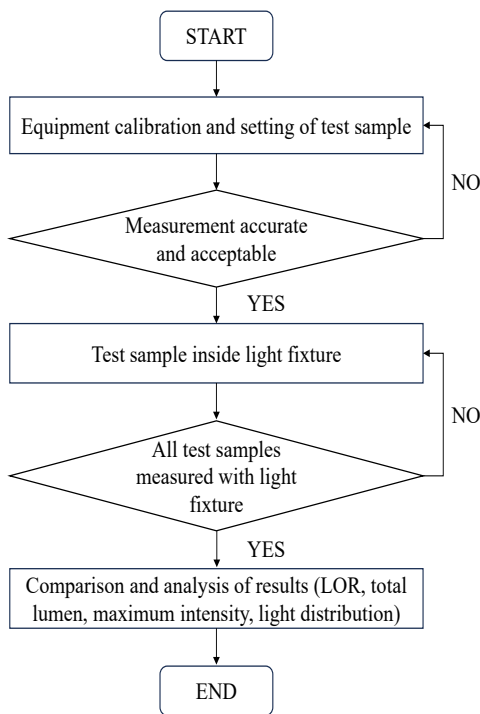 START
Equipment calibration and setting of test sample
NO
Measurement accurate
and acceptable
YES
Test sample inside light fixture
NO
All test samples
measured with light
fixture
YES
Comparison and analysis of results (LOR, total
lumen, maximum intensity, light distribution)
END